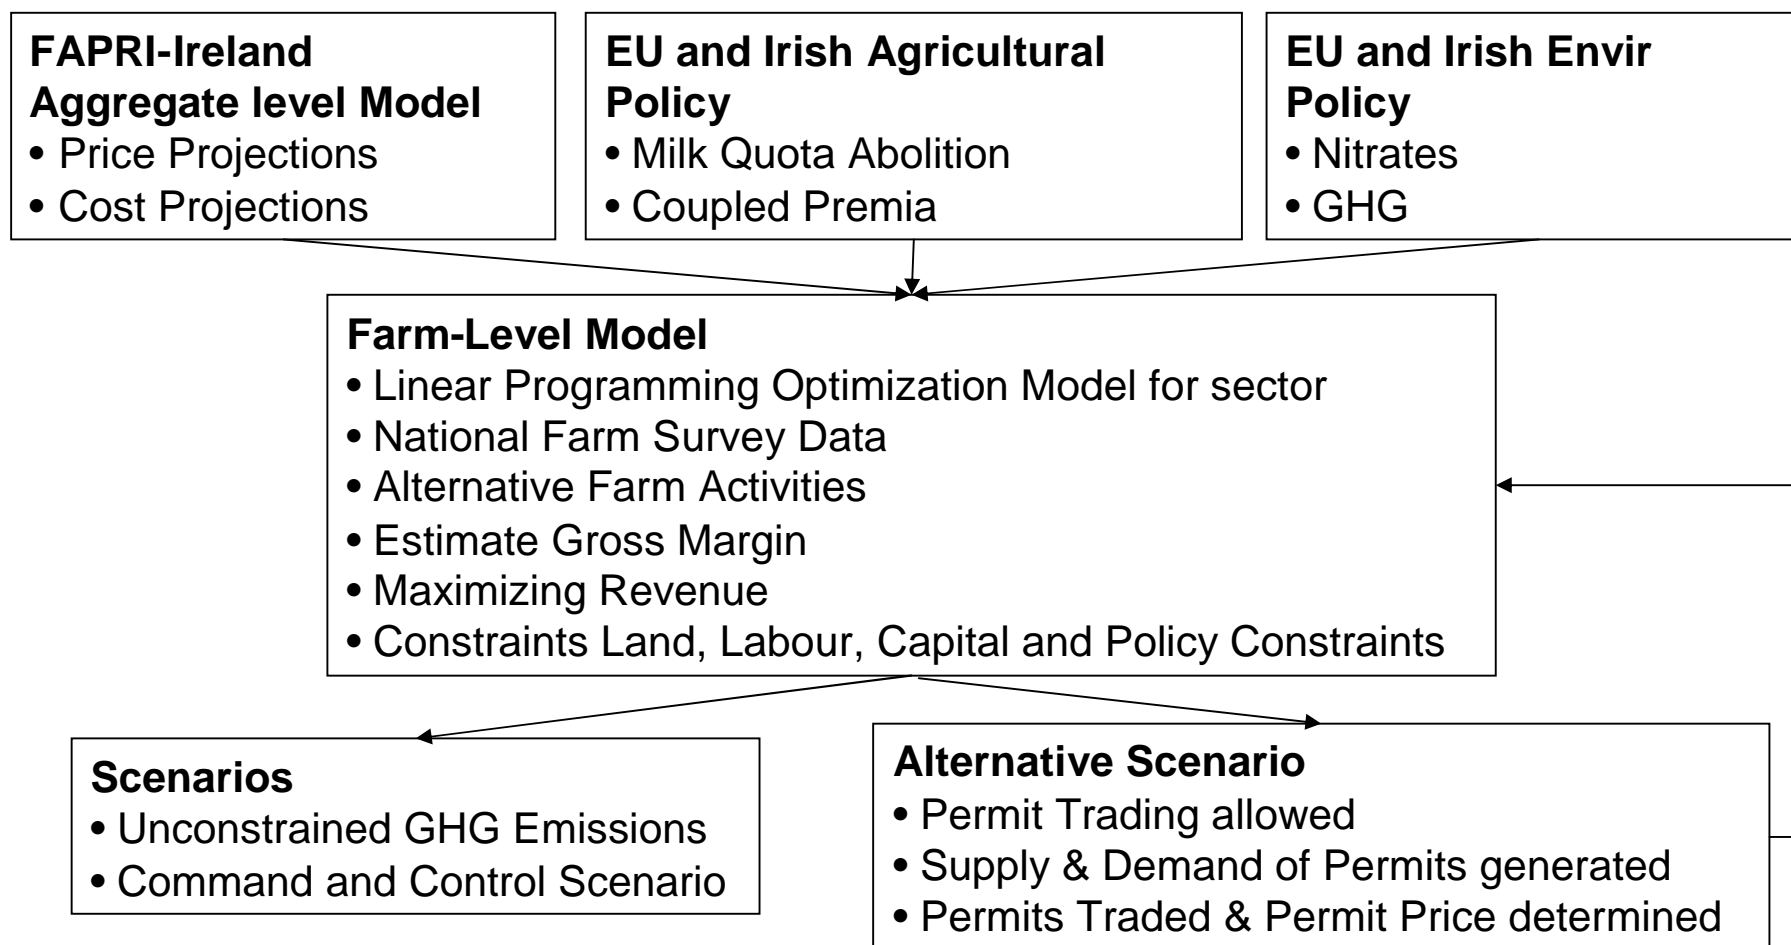 FAPRI-Ireland
Aggregate level Model
• Price Projections
• Cost Projections
EU and Irish Agricultural
Policy
• Milk Quota Abolition
• Coupled Premia
EU and Irish Envir
Policy
• Nitrates
• GHG
Farm-Level Model
• Linear Programming Optimization Model for sector
• National Farm Survey Data
• Alternative Farm Activities
• Estimate Gross Margin
• Maximizing Revenue
• Constraints Land, Labour, Capital and Policy Constraints
Scenarios
• Unconstrained GHG Emissions
• Command and Control Scenario
Alternative Scenario
• Permit Trading allowed
• Supply & Demand of Permits generated
• Permits Traded & Permit Price determined